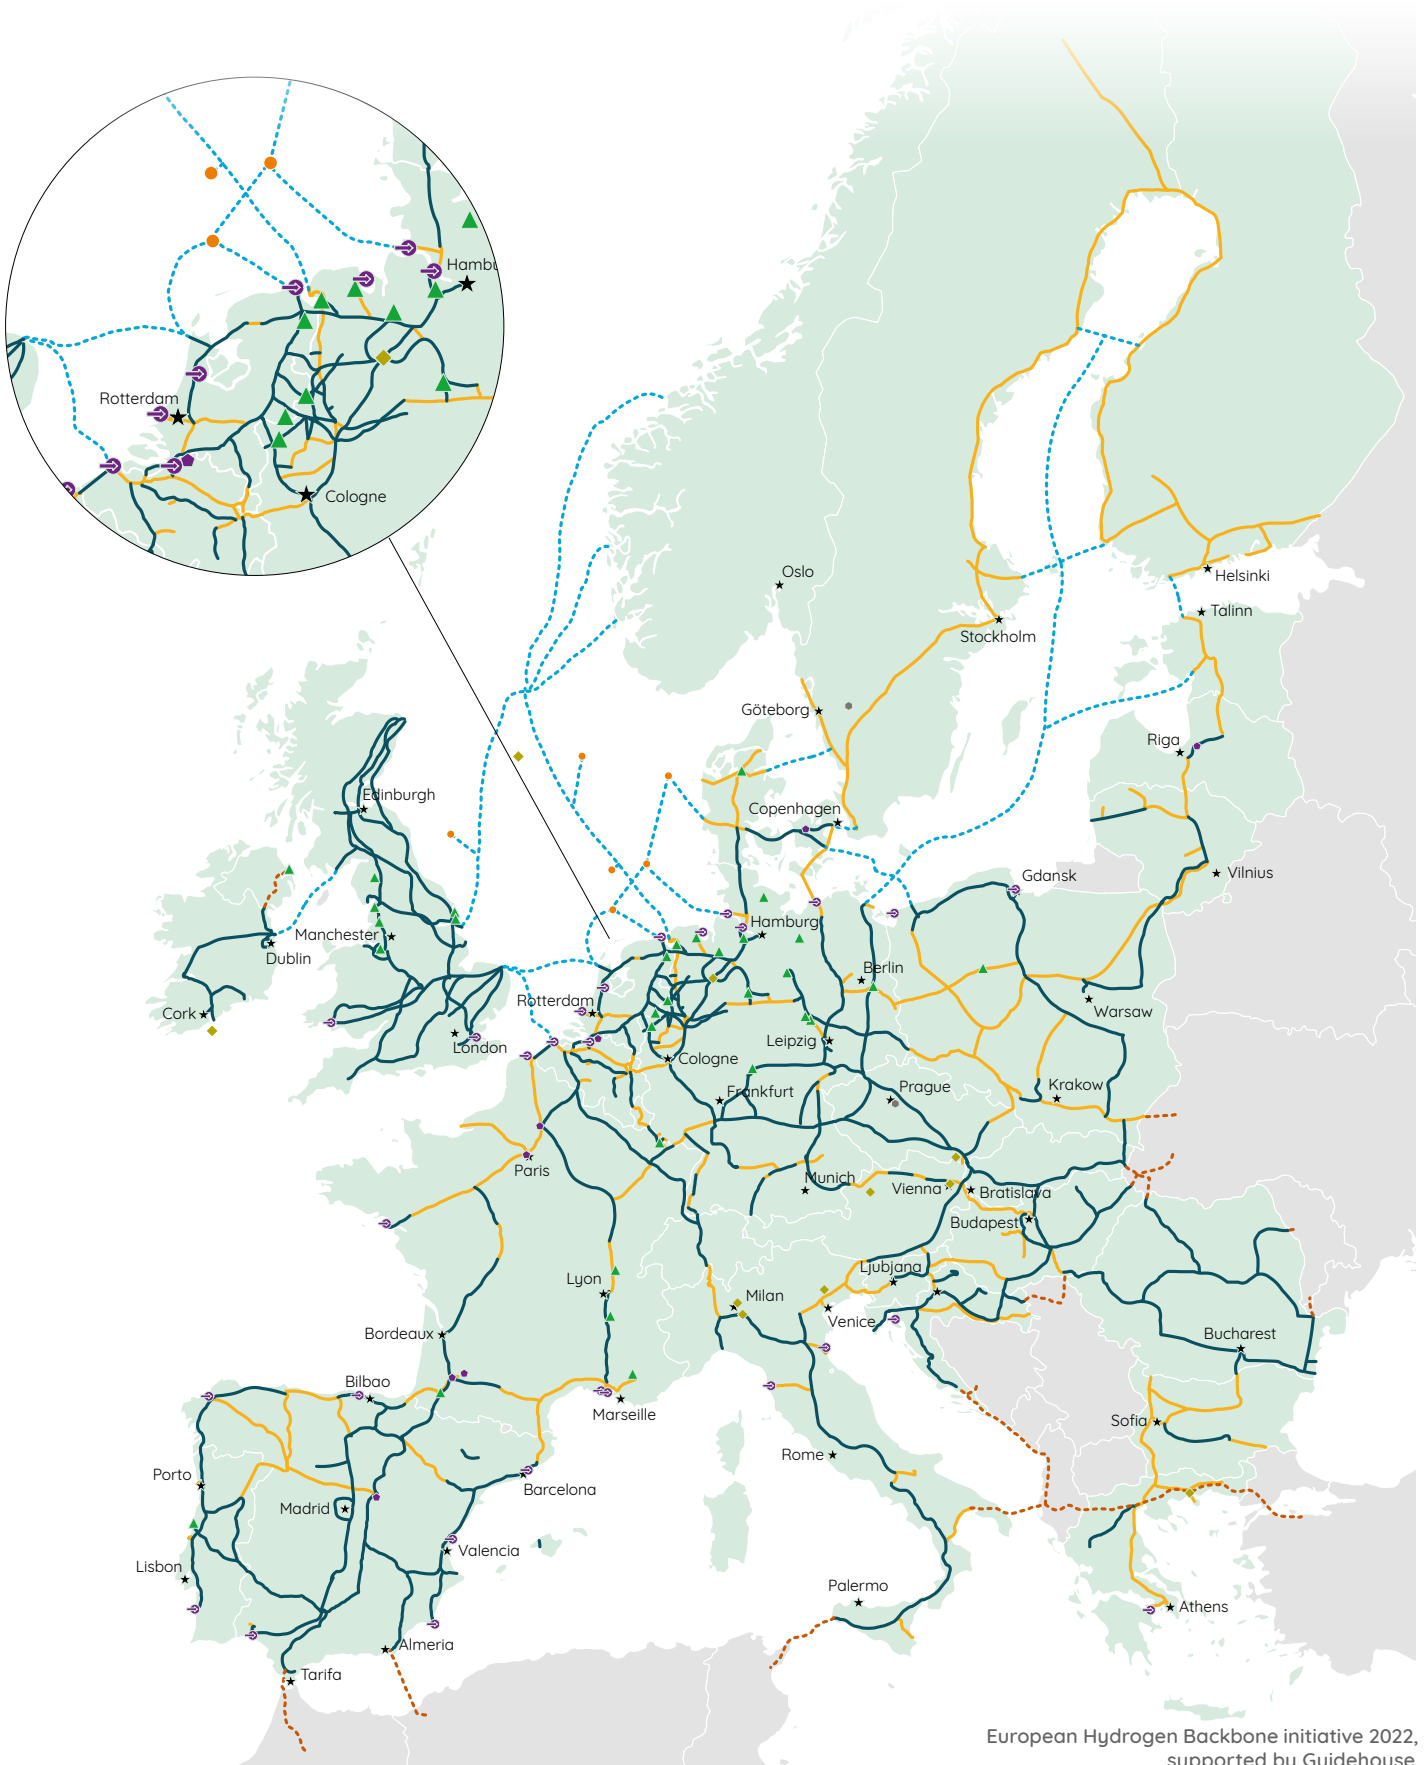 Hambu
Rotterdam
Cologne
Oslo
Helsinki
Talinn
Stockholm
Göteborg
Riga
Edinburgh
Copenhagen
Vilnius
Gdansk
Manchester
Hamburg
Dublin
Berlin
Cork
Rotterdam
Warsaw
London
Leipzig
Cologne
Frankfurt
Prague
Krakow
Paris
Munich
Vienna
Bratislava
Budapest
Lyon
Ljubjana
Milan
Venice
Bordeaux
Bucharest
Bilbao
Marseille
Sofia
Rome
Porto
Barcelona
Madrid
Valencia
Lisbon
Palermo
Athens
Almeria
Tarifa
European Hydrogen Backbone initiative 2022,
supported by Guidehouse